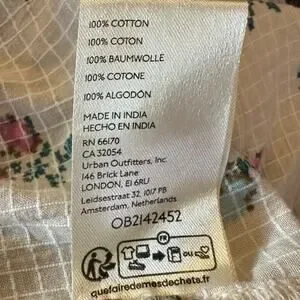 100% COTTON
100% COTON
100% BAUMWOLLE
100% COTONE
100% ALGODÓN
MADE IN INDIA
HECHO EN INDIA
RN 66170
CA 32054
Urban Outfitters, Inc
146 Brick Lane
LONDON, E1 6RU
Leidsestraat 32, 1017 PB
Amsterdam, Netherlands
OB2142452
FR
OU
quefairedemesdechets.fr